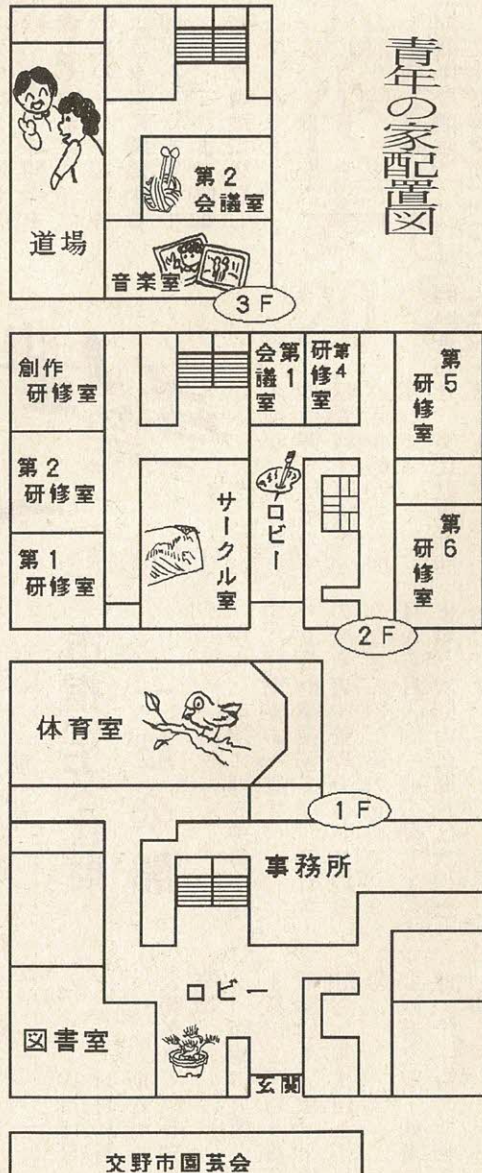 青年の家配置図
道場
第2
会議室
音楽室
3F
創作
研修室
第2
研修室
第1
研修室
サークル室
第1
会議室
第4
研修室
ロビー
第5
研修室
第6
研修室
2F
体育室
1F
事務所
ロビー
図書室
玄関
交野市園芸会